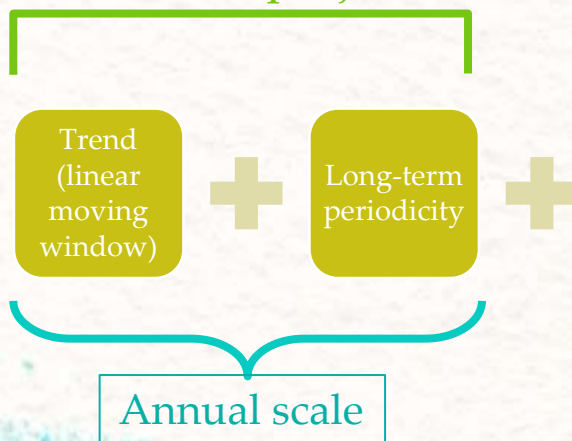 Trend
(linear
moving
window)
Long-term
periodicity
Annual scale